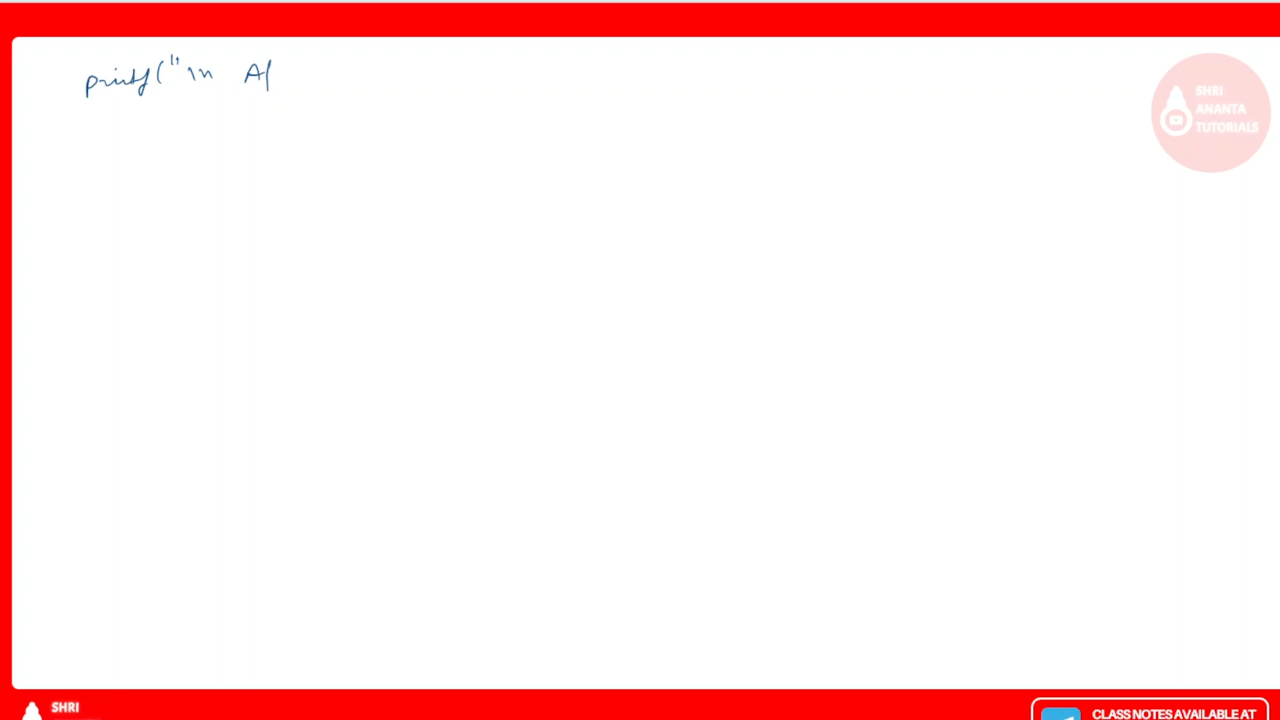 printf("\n A(
SHRI
ANANTA
TUTORIALS
SHRI
CLASS NOTES AVAILABLE AT